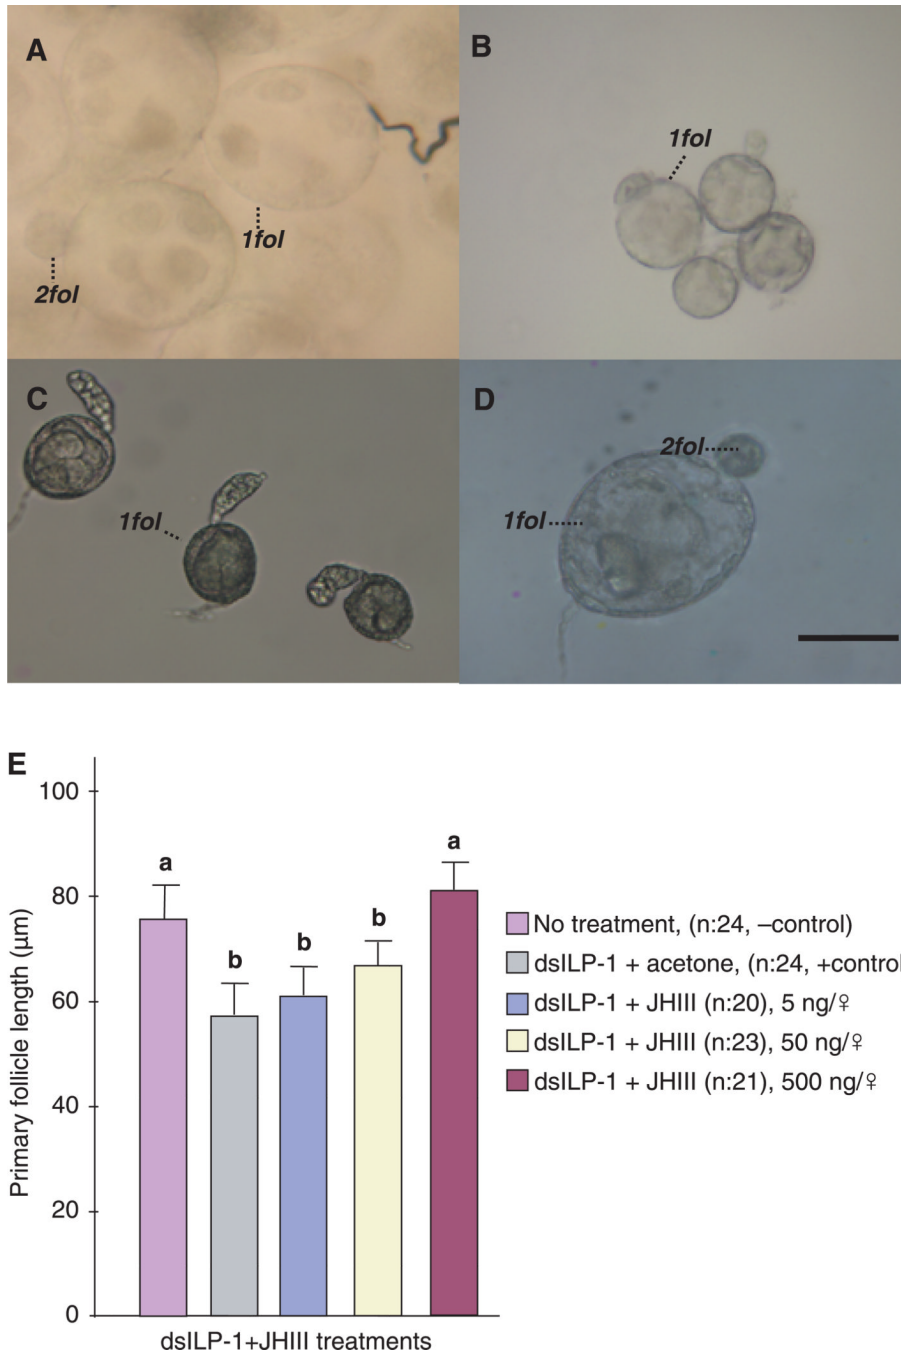 A
B
1fol
1fol
2fol
C
D
2fol
1fol
1fol
E
100
80
60
40
20
0
Primary follicle length (µm)
a
b
b
b
a
No treatment, (n:24, –control)
dsILP-1 + acetone, (n:24, +control
dsILP-1 + JHIII (n:20), 5 ng/♀
dsILP-1 + JHIII (n:23), 50 ng/♀
dsILP-1 + JHIII (n:21), 500 ng/♀
dsILP-1+JHIII treatments